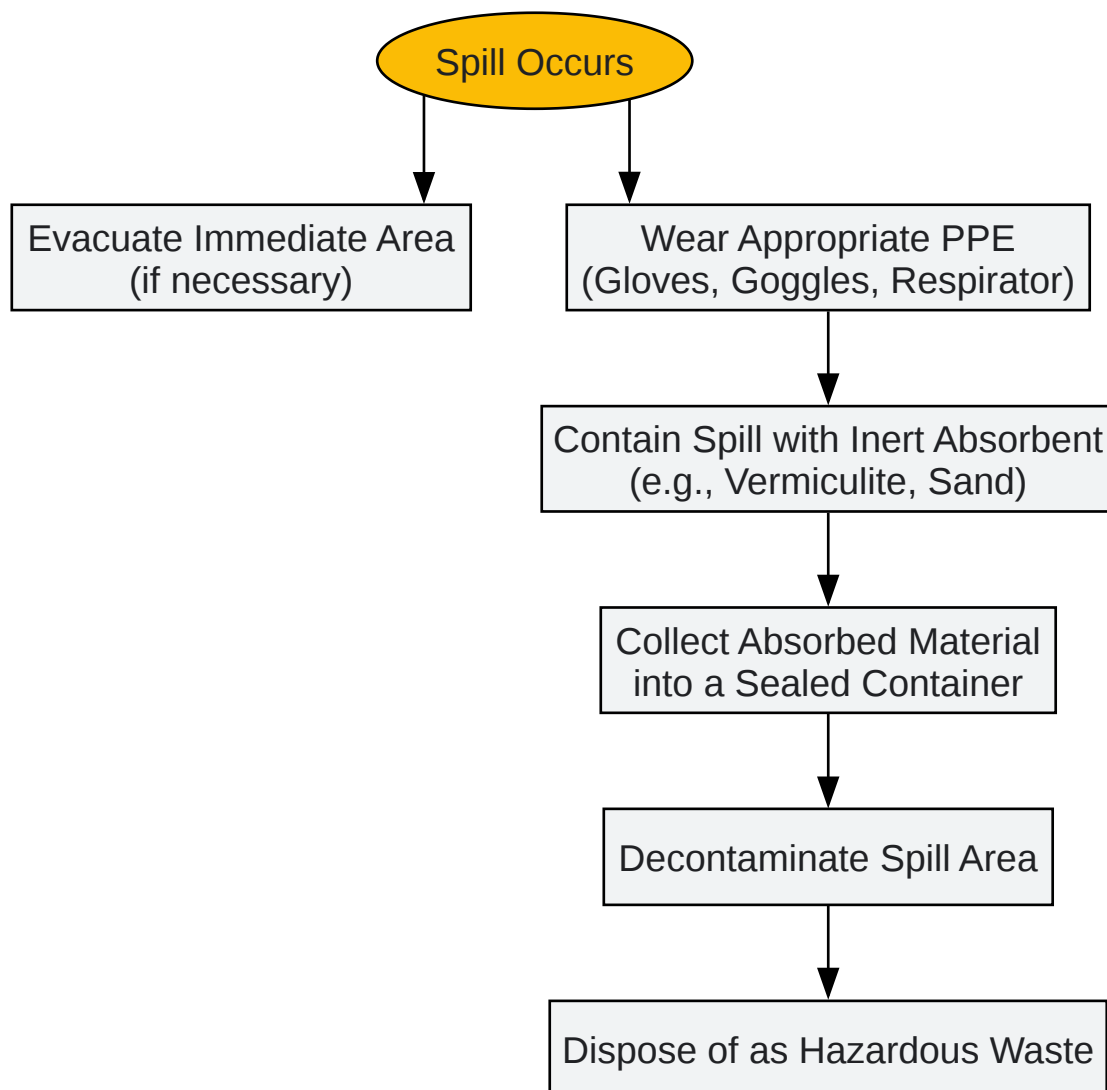 Spill Occurs
Evacuate Immediate Area
(if necessary)
Wear Appropriate PPE
(Gloves, Goggles, Respirator)
Contain Spill with Inert Absorbent
(e.g., Vermiculite, Sand)
Collect Absorbed Material
into a Sealed Container
Decontaminate Spill Area
Dispose of as Hazardous Waste